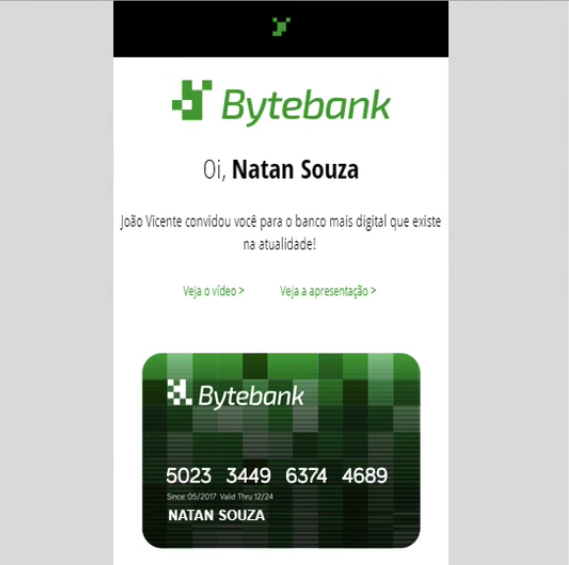 Bytebank
Oi, Natan Souza
João Vicente convidou você para o banco mais digital que existe
na atualidade!
Veja o vídeo > Veja a apresentação >
Bytebank
5023 3449 6374 4689
Since: 05/2017 Valid Thru 12/24
NATAN SOUZA